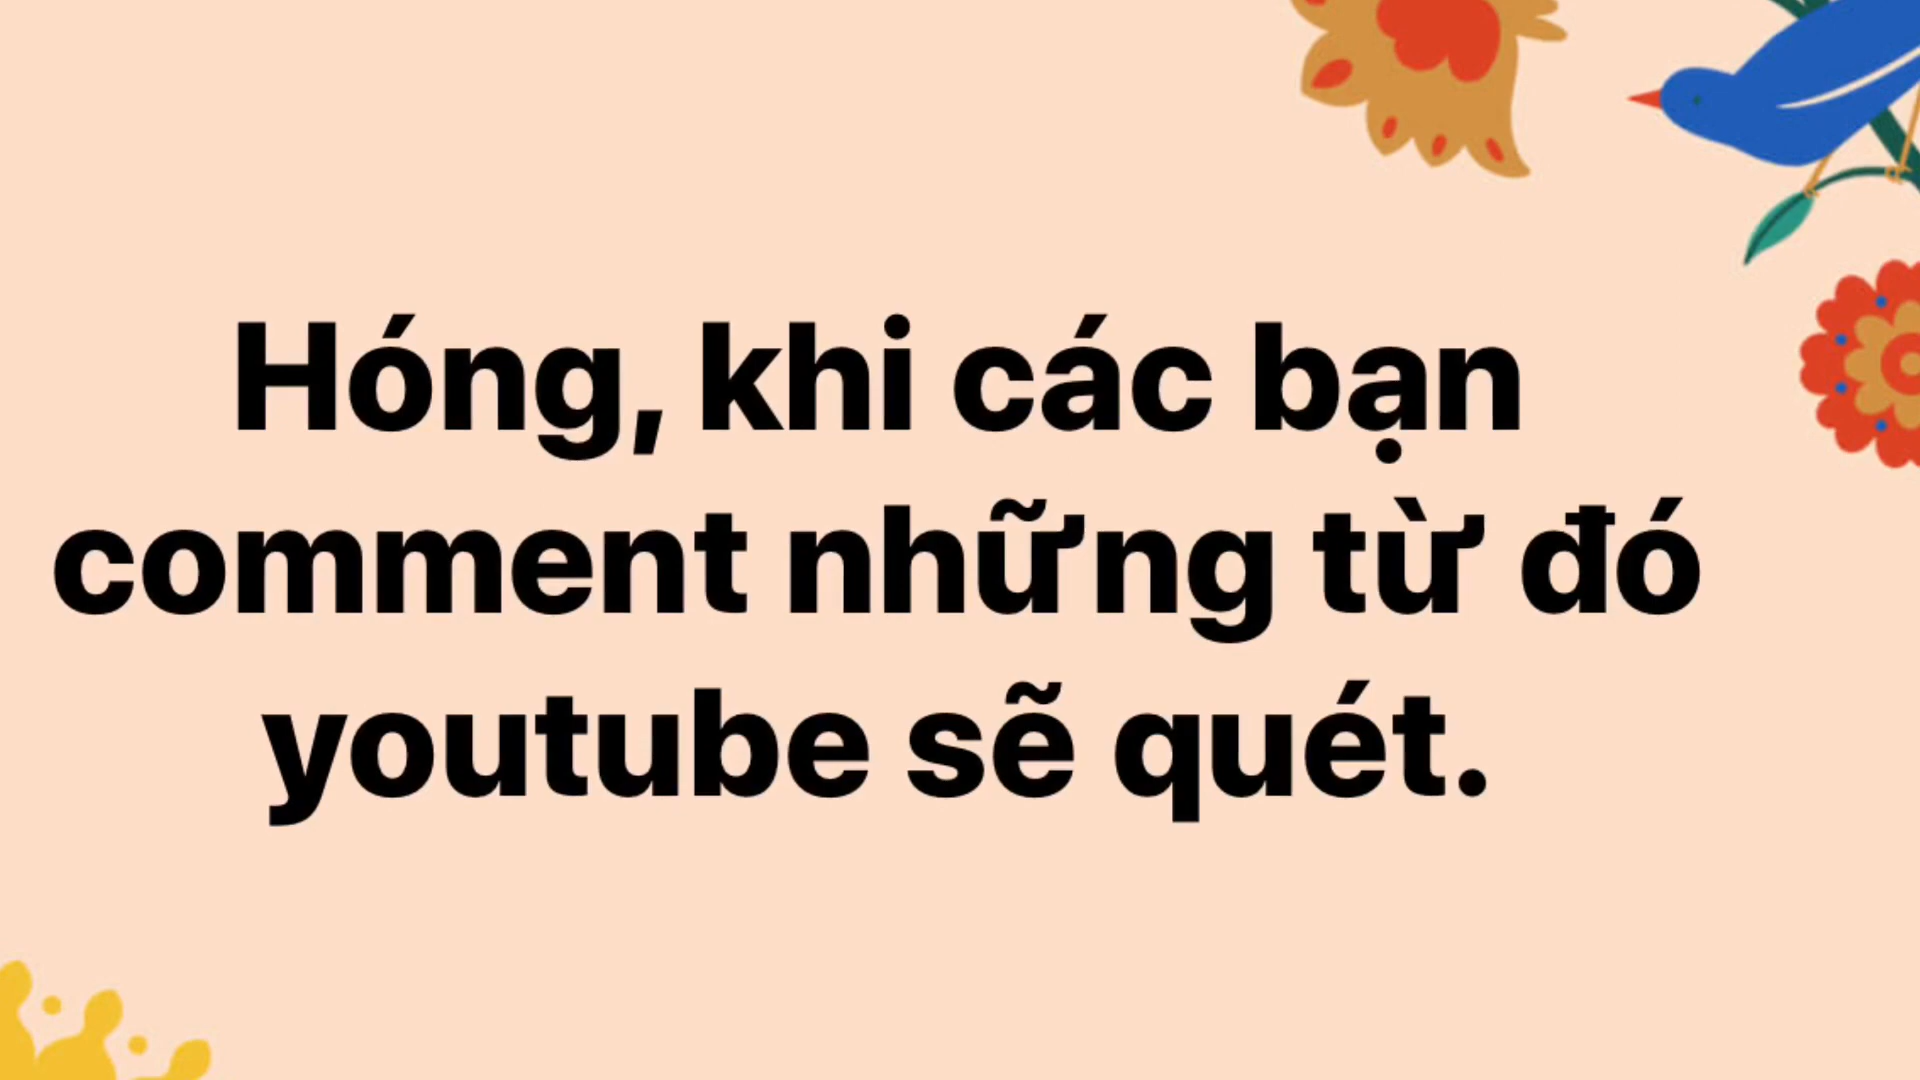 Hóng, khi các bạn
comment những từ đó
youtube sẽ quét.